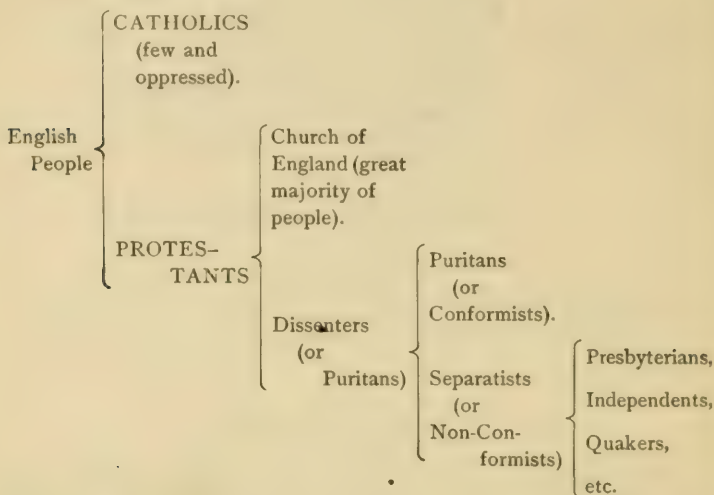 CATHOLICS
(few and
oppressed).
English
People
PROTES-
TANTS
Church of
England (great
majority of
people).
Dissenters
(or
Puritans)
Puritans
(or
Conformists).
Separatists
(or
Non-Con-
formists)
Presbyterians,
Independents,
Quakers,
etc.